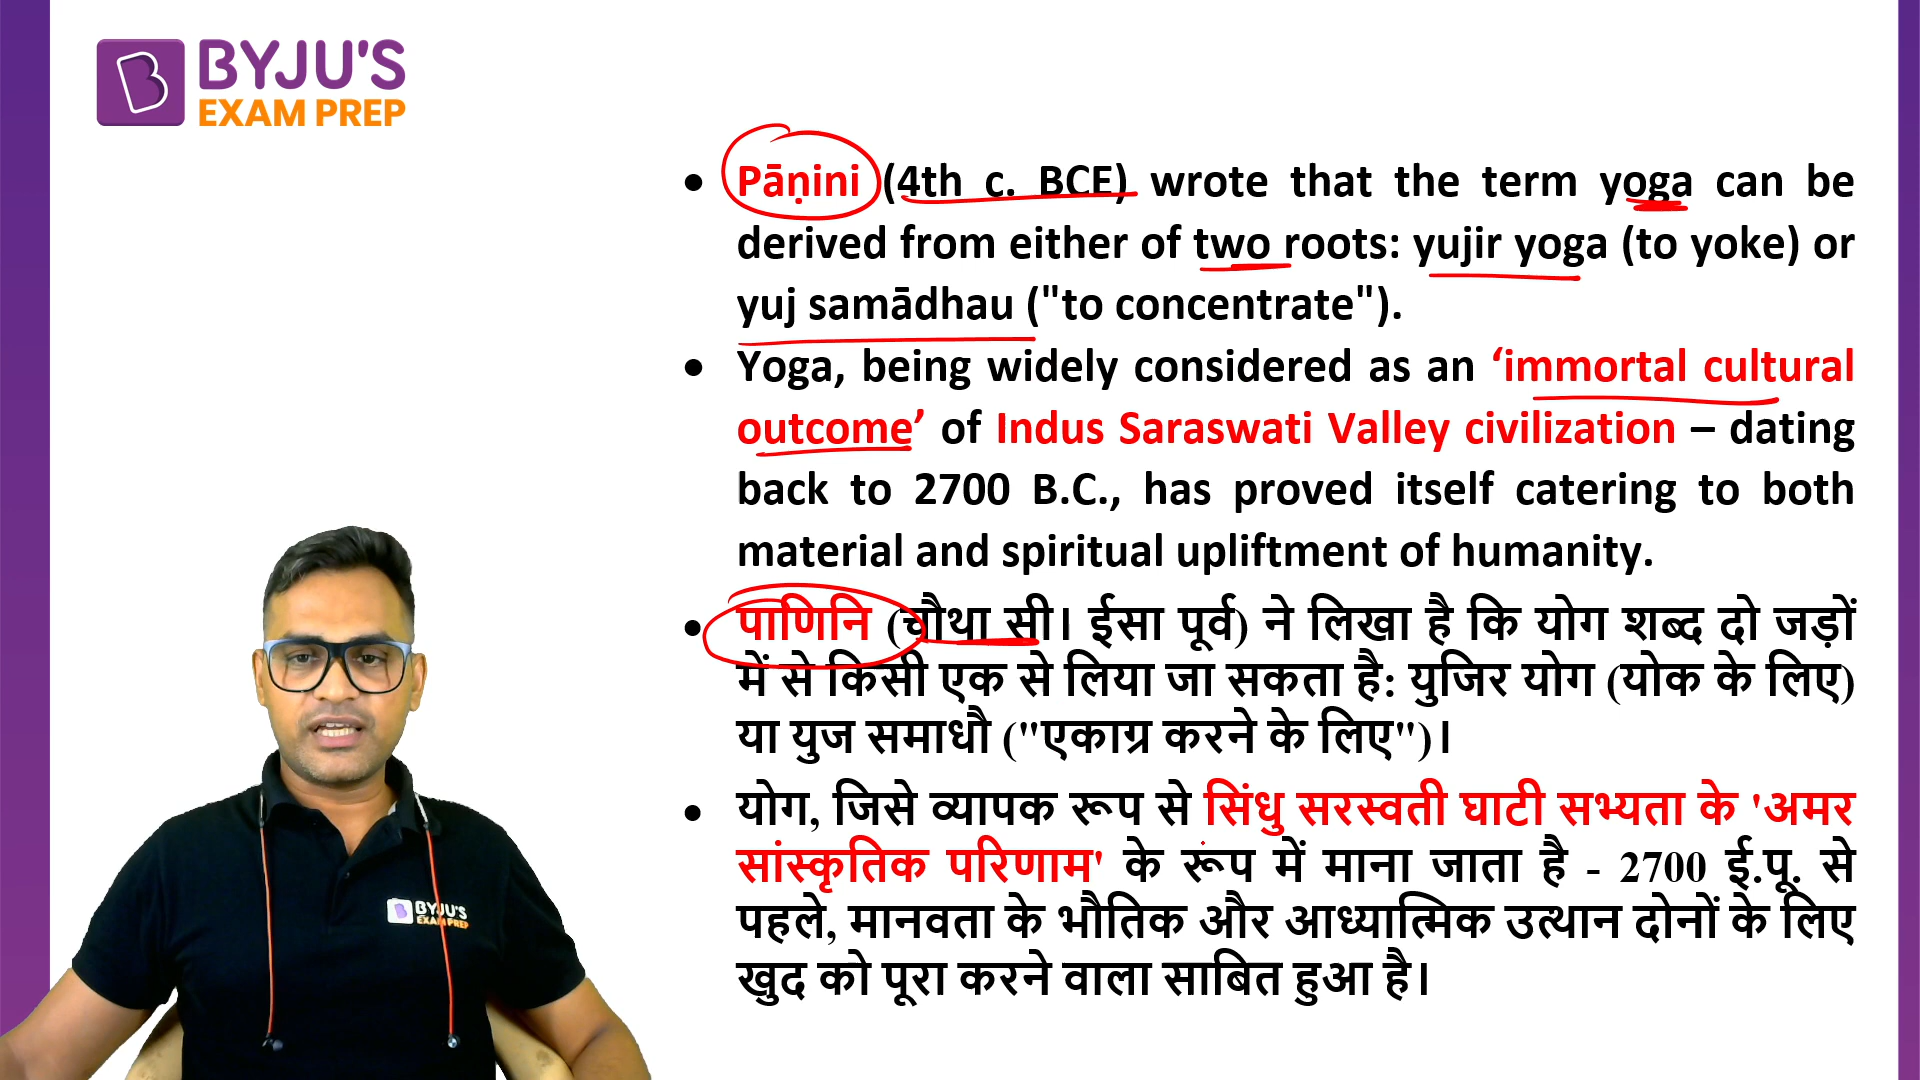 BYJU'S
EXAM PREP
• Pāṇini (4th c. BCE) wrote that the term yoga can be
derived from either of two roots: yujir yoga (to yoke) or
yuj samādhau ("to concentrate").
• Yoga, being widely considered as an ‘immortal cultural
outcome’ of Indus Saraswati Valley civilization – dating
back to 2700 B.C., has proved itself catering to both
material and spiritual upliftment of humanity.
• पाणिनि (चौथा सी। ईसा पूर्व) ने लिखा है कि योग शब्द दो जड़ों
में से किसी एक से लिया जा सकता है: युजिर योग (योक के लिए)
या युज समाधौ ("एकाग्र करने के लिए")।
• योग, जिसे व्यापक रूप से सिंधु सरस्वती घाटी सभ्यता के 'अमर
सांस्कृतिक परिणाम' के रूप में माना जाता है - 2700 ई.पू. से
पहले, मानवता के भौतिक और आध्यात्मिक उत्थान दोनों के लिए
खुद को पूरा करने वाला साबित हुआ है।
BYJU'S
EXAM PREP